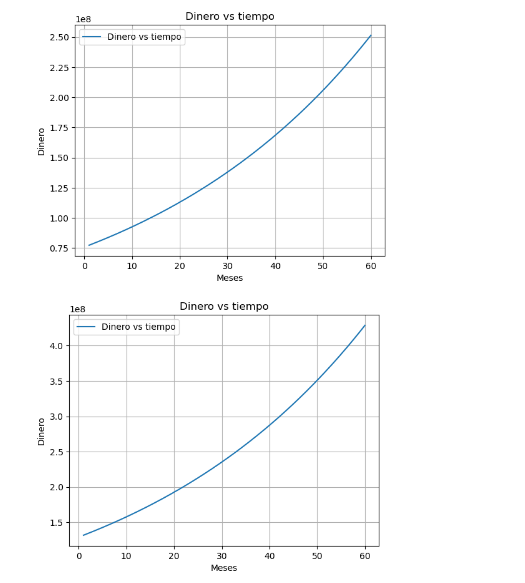 Dinero vs tiempo
1e8
Dinero vs tiempo
2.50
2.25
2.00
1.75
1.50
1.25
1.00
0.75
Dinero
0 10 20 30 40 50 60
Meses
Dinero vs tiempo
1e8
Dinero vs tiempo
4.0
3.5
3.0
2.5
2.0
1.5
Dinero
0 10 20 30 40 50 60
Meses